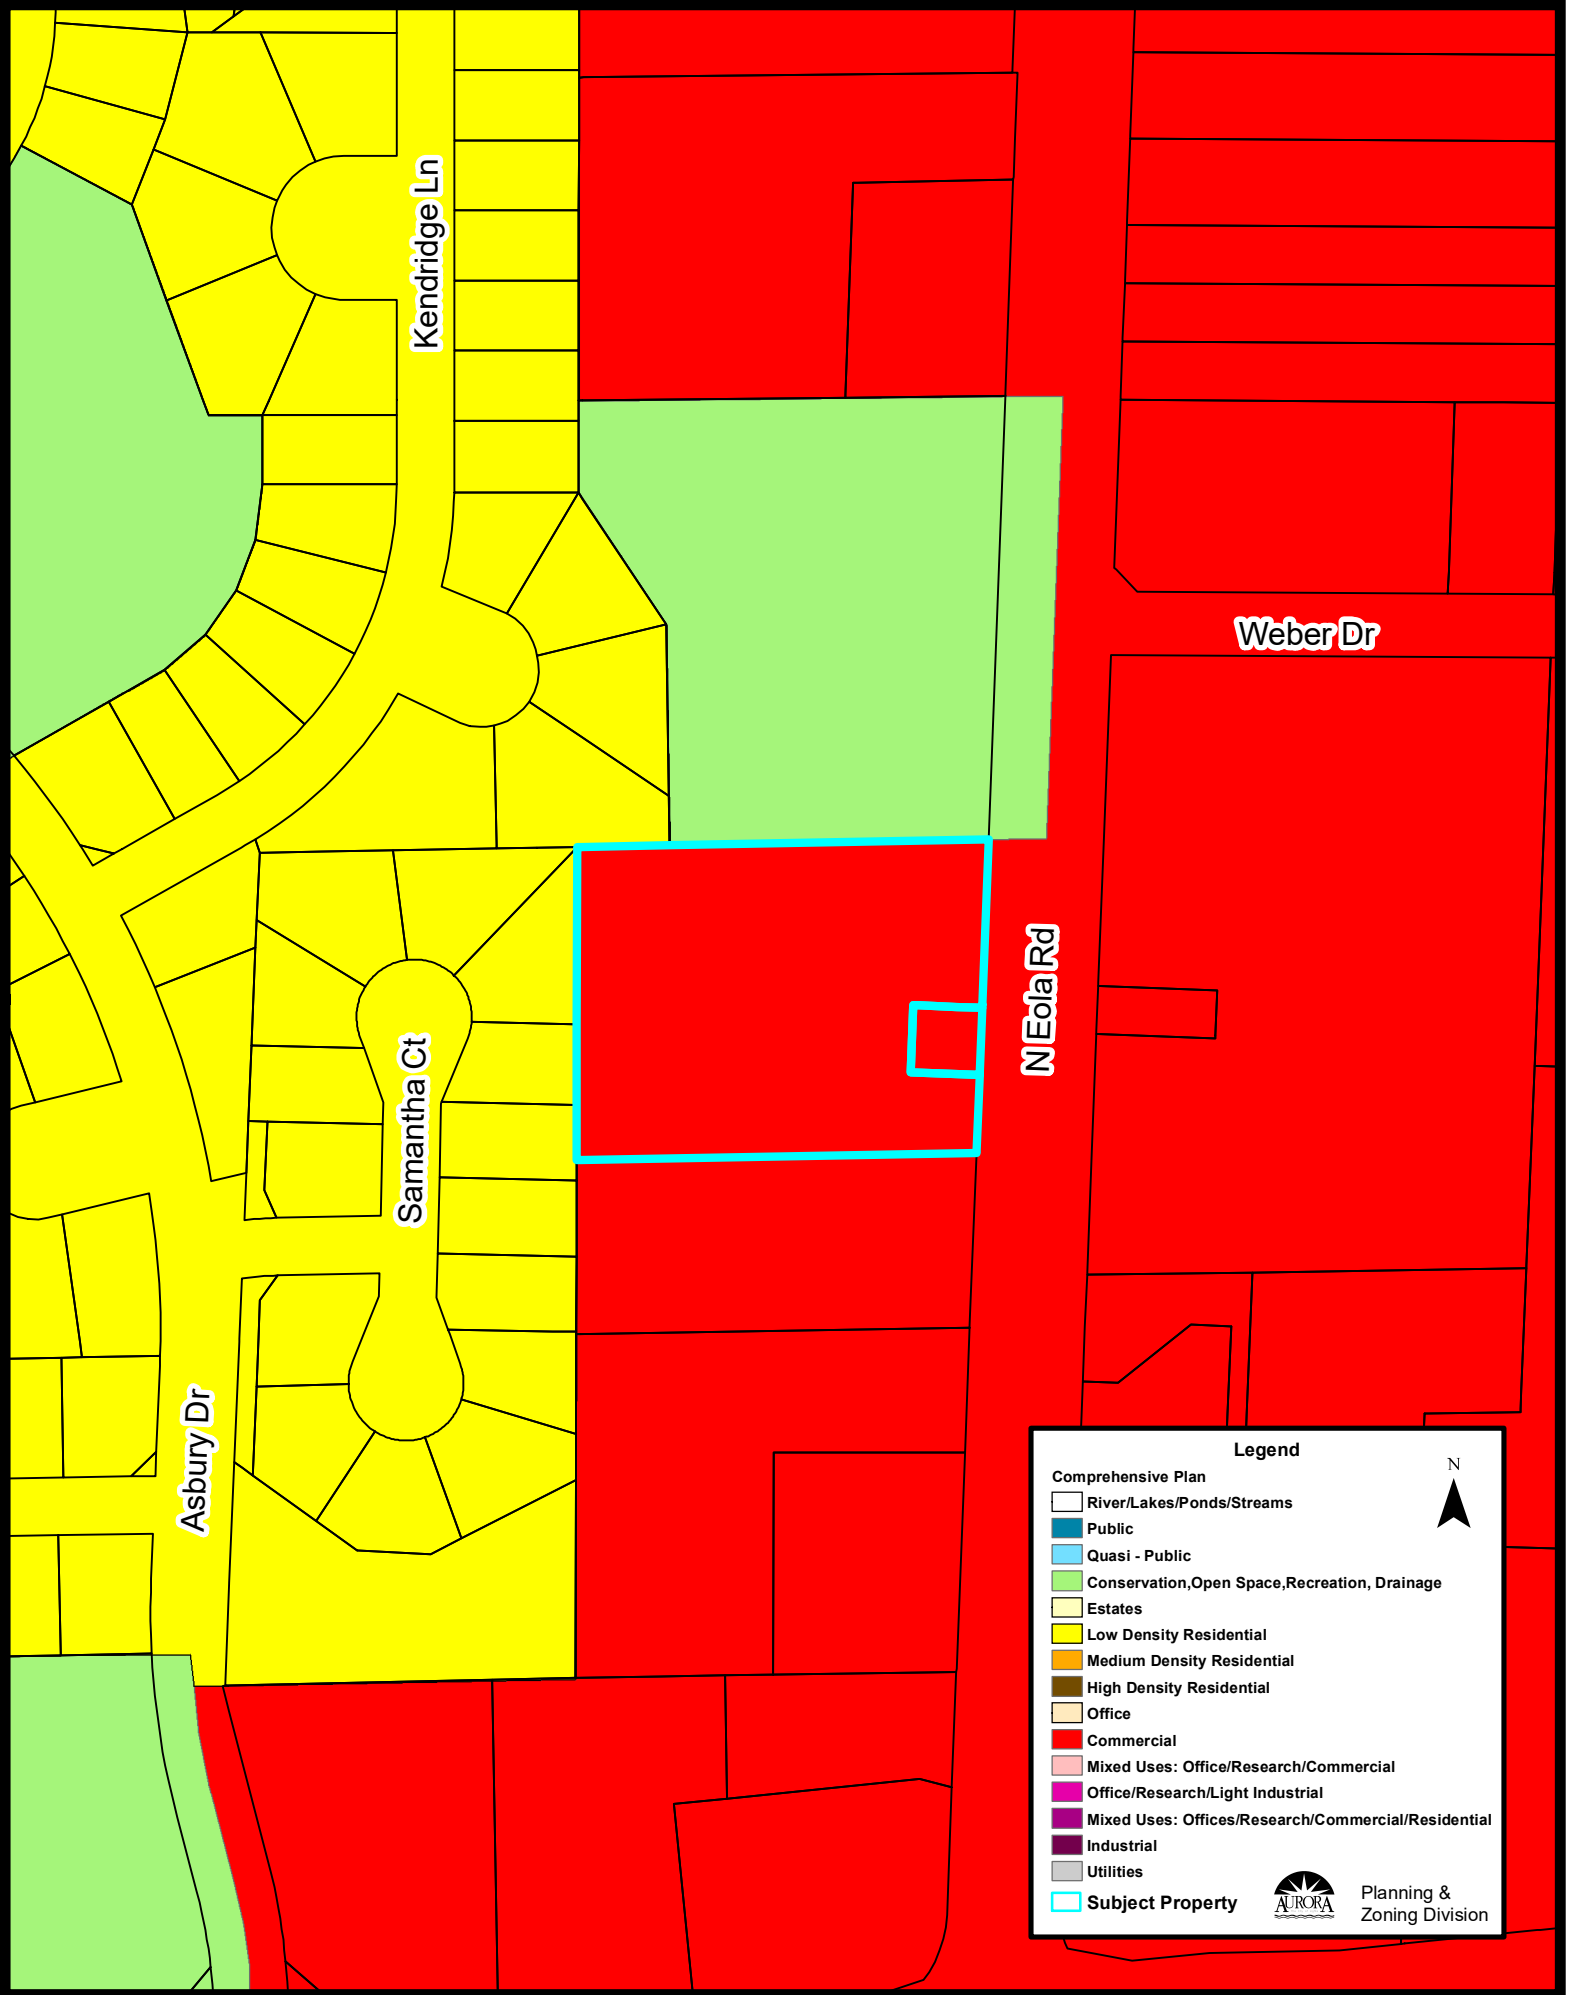 Kendridge Ln
Weber Dr
N Eola Rd
Samantha Ct
Asbury Dr
Legend
N
Comprehensive Plan
River/Lakes/Ponds/Streams
Public
Quasi - Public
Conservation,Open Space,Recreation, Drainage
Estates
Low Density Residential
Medium Density Residential
High Density Residential
Office
Commercial
Mixed Uses: Office/Research/Commercial
Office/Research/Light Industrial
Mixed Uses: Offices/Research/Commercial/Residential
Industrial
Utilities
Subject Property
AURORA
Planning &
Zoning Division